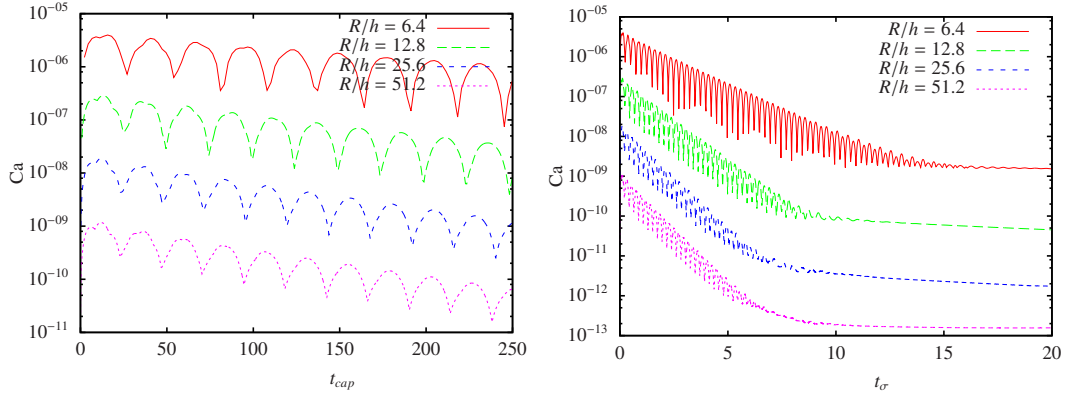 10^{-05}
10^{-06}
10^{-07}
10^{-08}
10^{-09}
10^{-10}
10^{-11}
Ca
0 50 100 150 200 250
t_{cap}
R/h = 6.4
R/h = 12.8
R/h = 25.6
R/h = 51.2
10^{-05}
10^{-06}
10^{-07}
10^{-08}
10^{-09}
10^{-10}
10^{-11}
10^{-12}
10^{-13}
Ca
0 5 10 15 20
t_σ
R/h = 6.4
R/h = 12.8
R/h = 25.6
R/h = 51.2